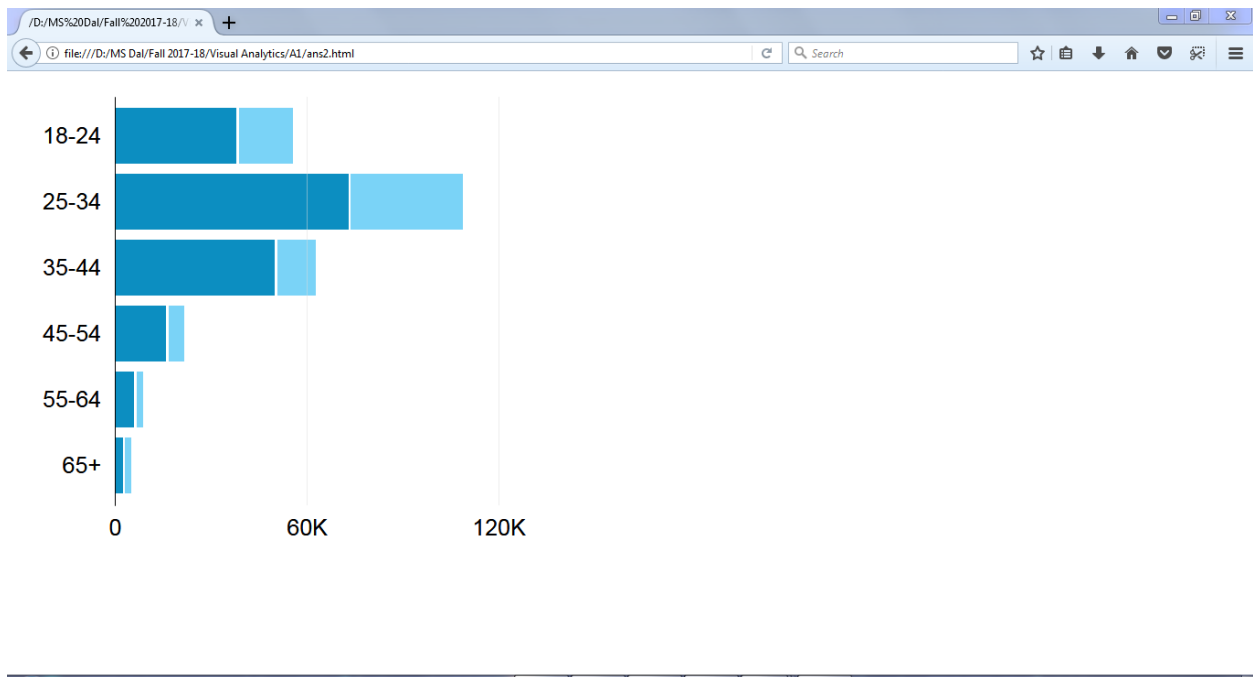 /D:/MS%20Dal/Fall%202017-18/V
file:///D:/MS Dal/Fall 2017-18/Visual Analytics/A1/ans2.html
Search
18-24
25-34
35-44
45-54
55-64
65+
0 60K 120K